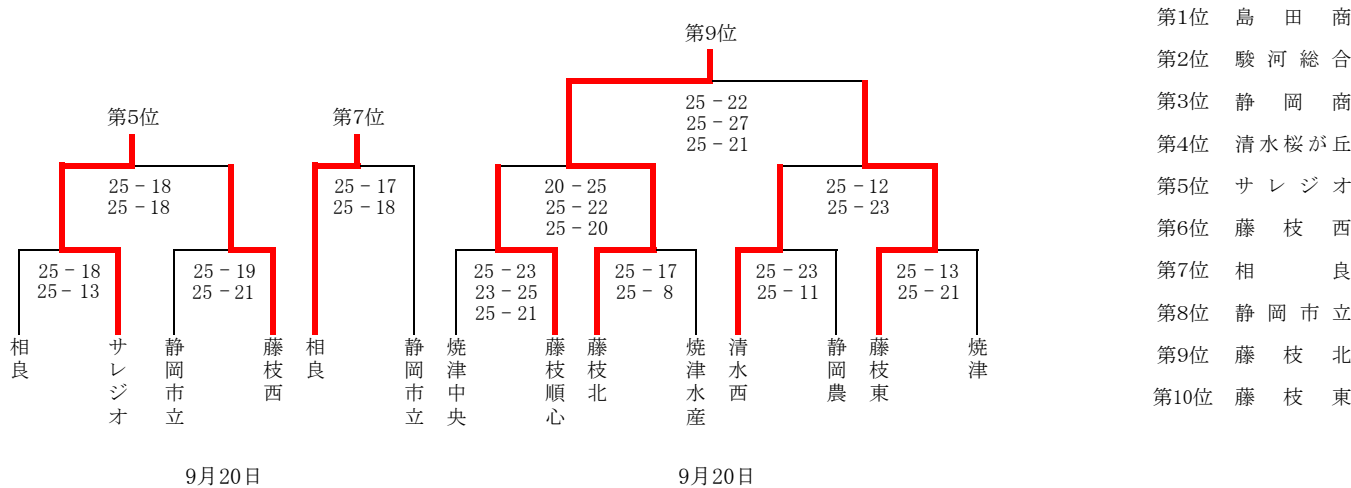 第9位
25 － 22
25 － 27
25 － 21
第5位
第7位
25 － 18
25 － 18
25 － 17
25 － 18
20 － 25
25 － 22
25 － 20
25 － 12
25 － 23
25 － 18
25 － 13
25 － 19
25 － 21
25 － 23
23 － 25
25 － 21
25 － 17
25 － 8
25 － 23
25 － 11
25 － 13
25 － 21
相良
サレジオ
静岡市立
藤枝西
相良
静岡市立
焼津中央
藤枝順心
藤枝北
焼津水産
清水西
静岡農
藤枝東
焼津
9月20日
9月20日
第1位 島田商
第2位 駿河総合
第3位 静岡商
第4位 清水桜が丘
第5位 サレジオ
第6位 藤枝西
第7位 相良
第8位 静岡市立
第9位 藤枝北
第10位 藤枝東